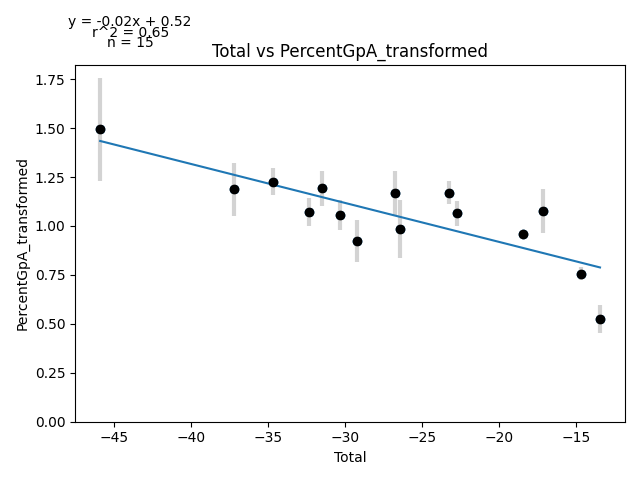 y = -0.02x + 0.52
r^2 = 0.65
n = 15
Total vs PercentGpA_transformed
PercentGpA_transformed
1.75
1.50
1.25
1.00
0.75
0.50
0.25
0.00
−45 −40 −35 −30 −25 −20 −15
Total